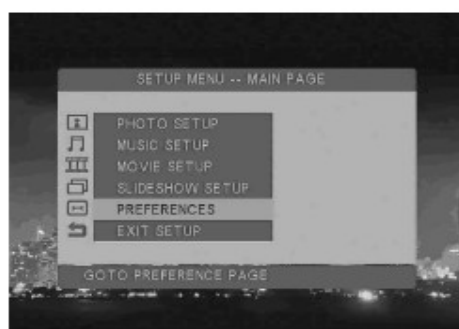 SETUP MENU -- MAIN PAGE
PHOTO SETUP
MUSIC SETUP
MOVIE SETUP
SLIDESHOW SETUP
PREFERENCES
EXIT SETUP
GOTO PREFERENCE PAGE